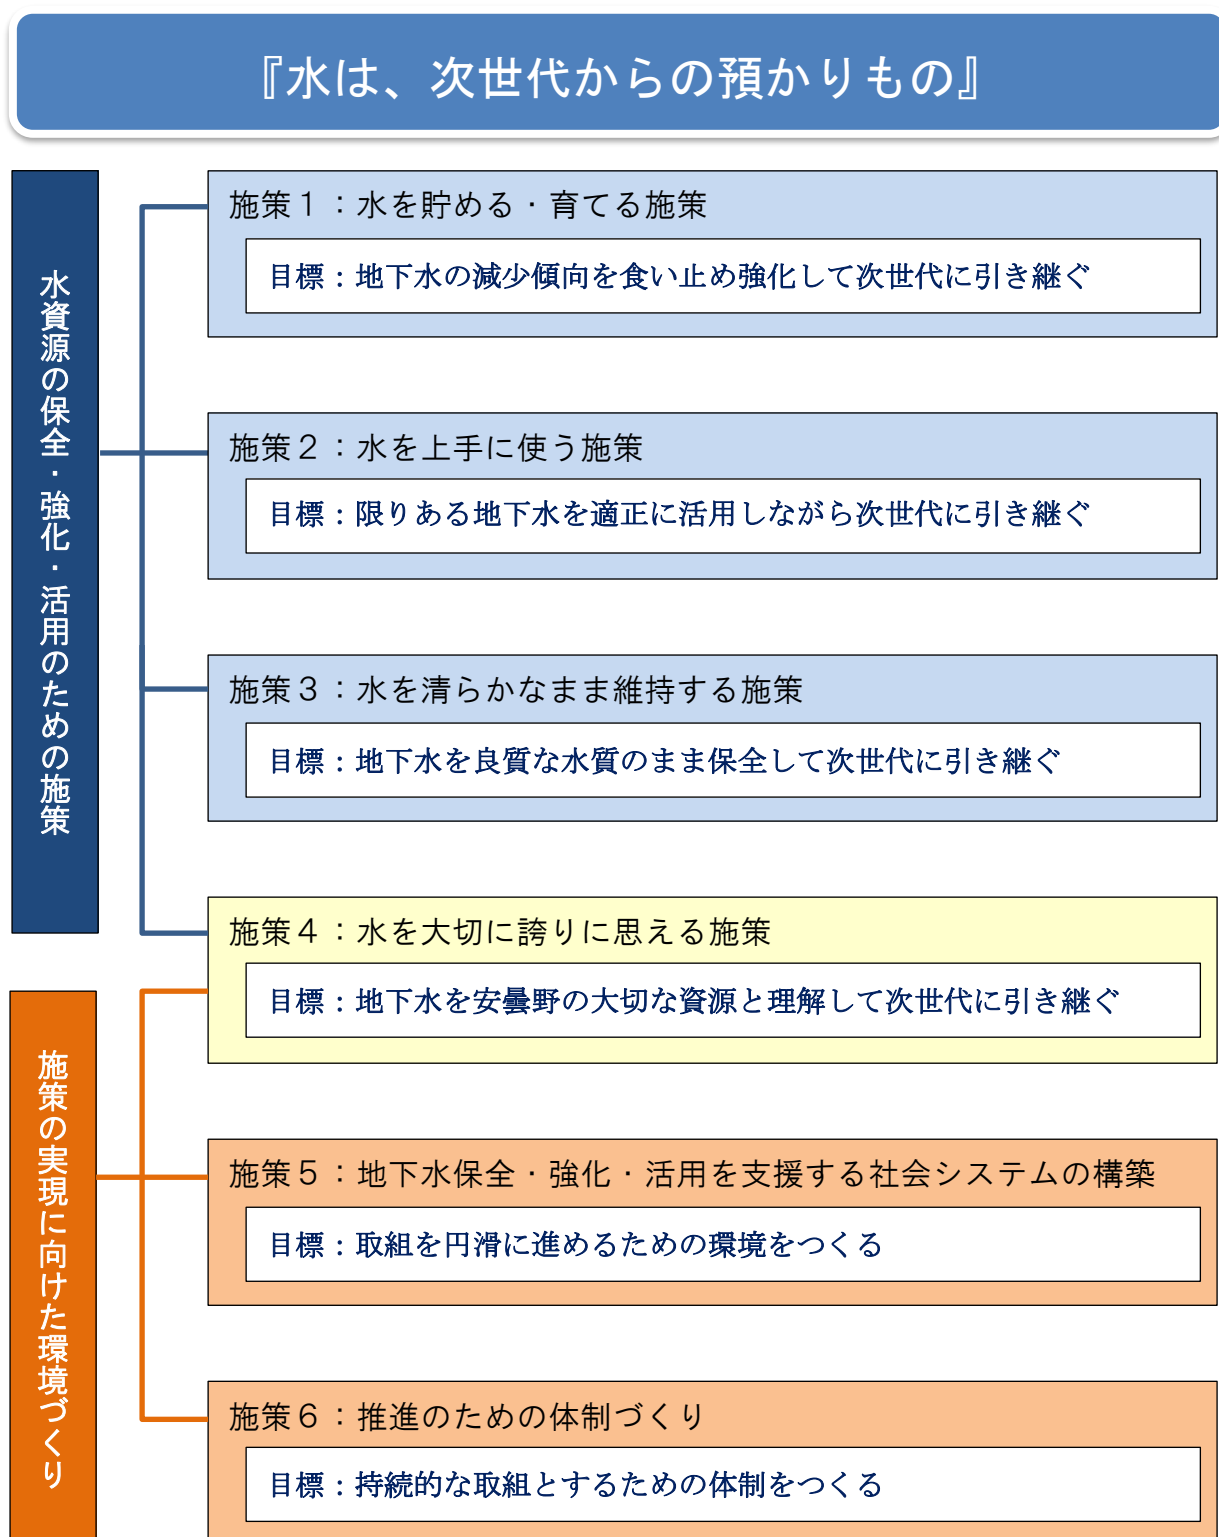 『水は、次世代からの預かりもの』
水資源の保全・強化・活用のための施策
施策１：水を貯める・育てる施策
目標：地下水の減少傾向を食い止め強化して次世代に引き継ぐ
施策２：水を上手に使う施策
目標：限りある地下水を適正に活用しながら次世代に引き継ぐ
施策３：水を清らかなまま維持する施策
目標：地下水を良質な水質のまま保全して次世代に引き継ぐ
施策４：水を大切に誇りに思える施策
目標：地下水を安曇野の大切な資源と理解して次世代に引き継ぐ
施策の実現に向けた環境づくり
施策５：地下水保全・強化・活用を支援する社会システムの構築
目標：取組を円滑に進めるための環境をつくる
施策６：推進のための体制づくり
目標：持続的な取組とするための体制をつくる